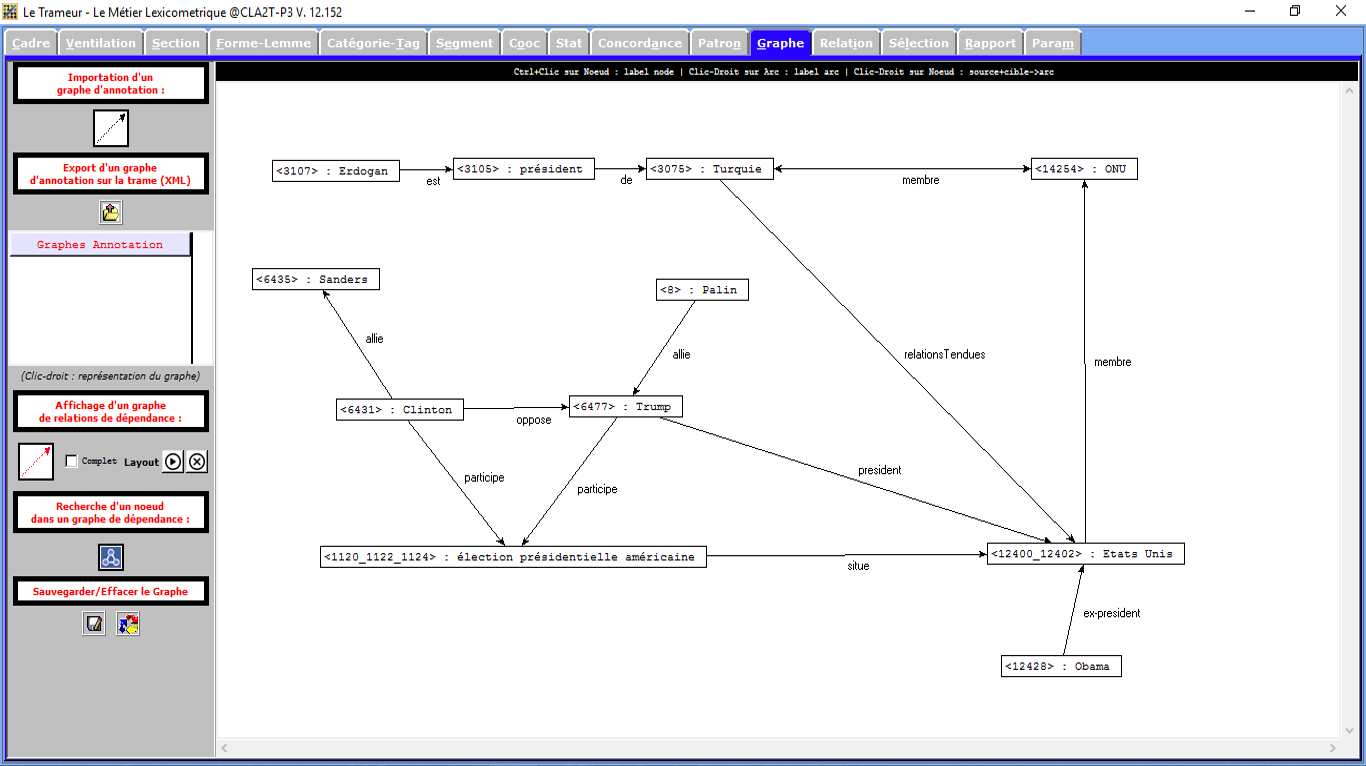 Le Trameur - Le Métier Lexicometrique @CLA2T-P3 V. 12.152
Cadre Ventilation Section Forme-Lemme Catégorie-Tag Segment Cooc Stat Concordance Patron Graphe Relation Sélection Rapport Param
Ctrl+Clic sur Noeud : label node | Clic-Droit sur Arc : label arc | Clic-Droit sur Noeud : source+cible->arc
Importation d'un
graphe d'annotation :
Export d'un graphe
d'annotation sur la trame (XML)
Graphes Annotation
(Clic-droit : représentation du graphe)
Affichage d'un graphe
de relations de dépendance :
Complet Layout
Recherche d'un noeud
dans un graphe de dépendance :
Sauvegarder/Effacer le Graphe
<3107> : Erdogan
est
<3105> : président
de
<3075> : Turquie
membre
<14254> : ONU
<6435> : Sanders
<8> : Palin
allie
allie
relationsTendues
membre
<6431> : Clinton
oppose
<6477> : Trump
participe
participe
president
<1120_1122_1124> : élection présidentielle américaine
situe
<12400_12402> : Etats Unis
ex-president
<12428> : Obama